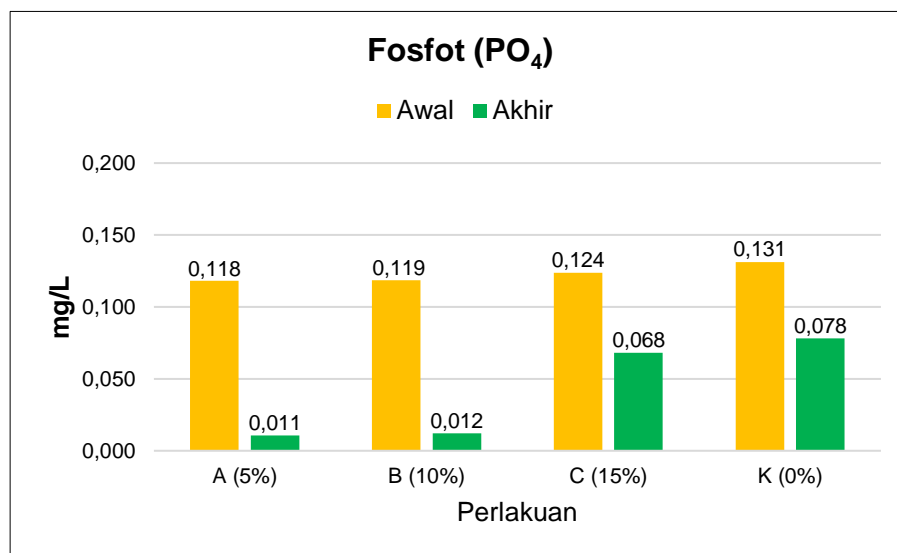 Fosfot (PO₄)
Awal Akhir
0,200
0,150
0,100
0,050
0,000
mg/L
0,118
0,011
0,119
0,012
0,124
0,068
0,131
0,078
A (5%) B (10%) C (15%) K (0%)
Perlakuan